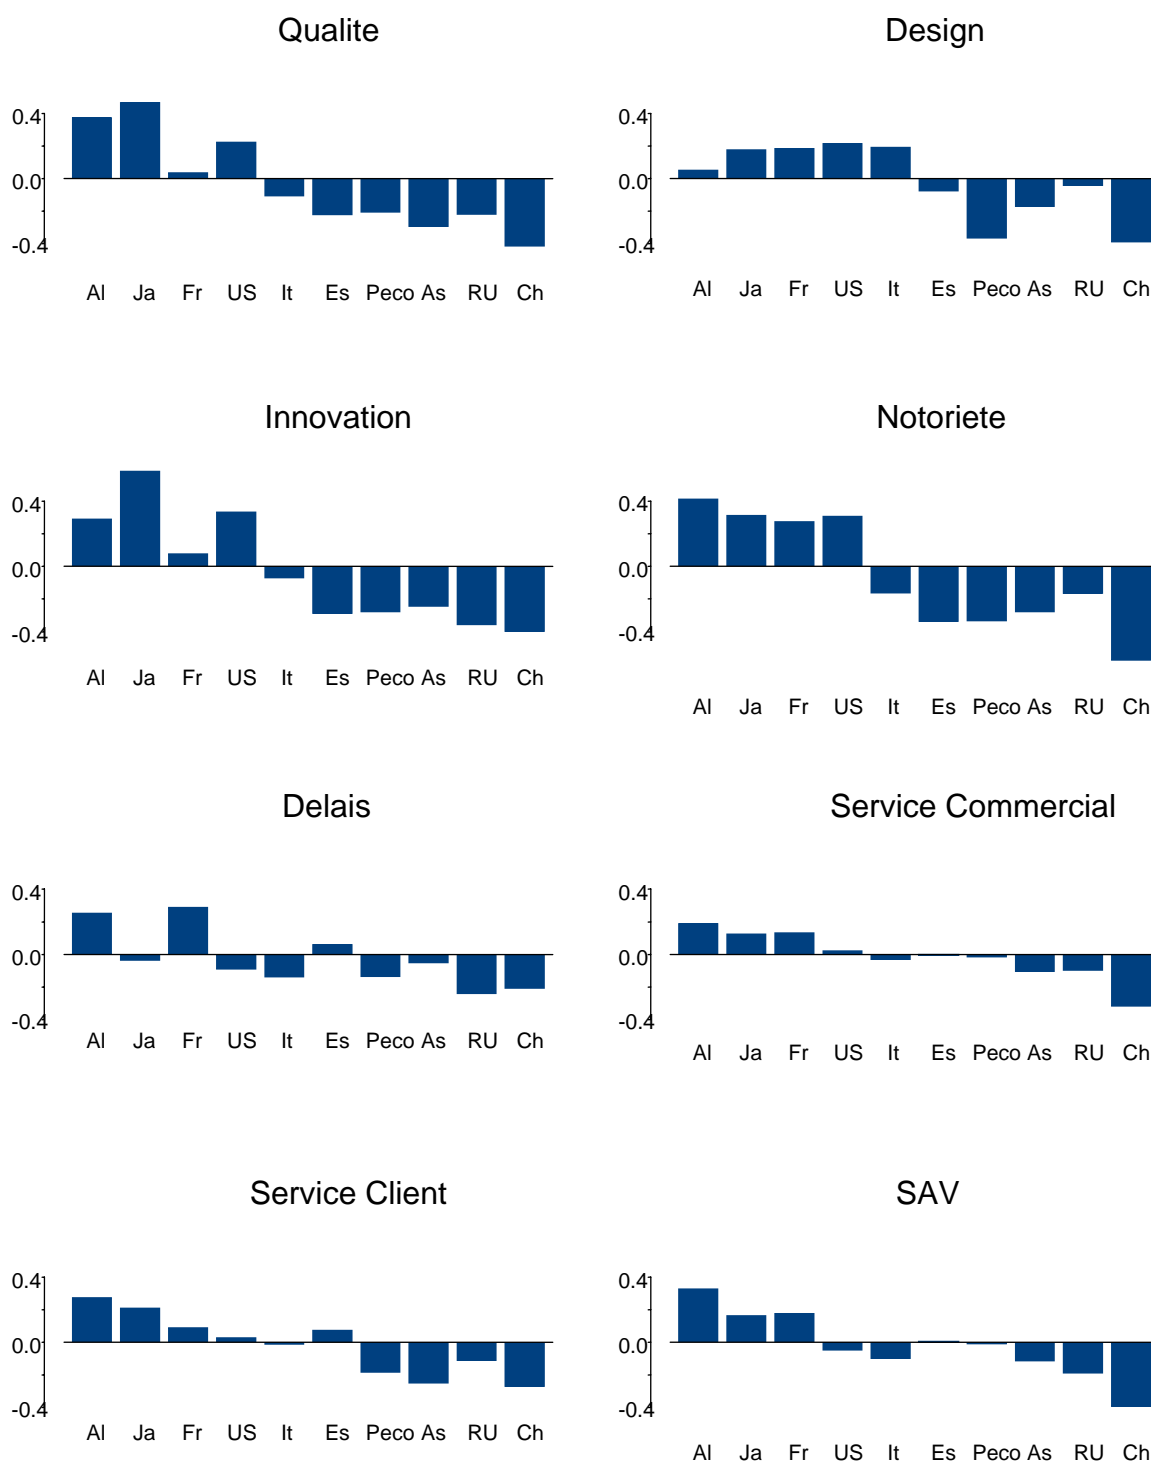 Qualite
0.4
0.0
-0.4
Al Ja Fr US It Es Peco As RU Ch
Design
0.4
0.0
-0.4
Al Ja Fr US It Es Peco As RU Ch
Innovation
0.4
0.0
-0.4
Al Ja Fr US It Es Peco As RU Ch
Notoriete
0.4
0.0
-0.4
Al Ja Fr US It Es Peco As RU Ch
Delais
0.4
0.0
-0.4
Al Ja Fr US It Es Peco As RU Ch
Service Commercial
0.4
0.0
-0.4
Al Ja Fr US It Es Peco As RU Ch
Service Client
0.4
0.0
-0.4
Al Ja Fr US It Es Peco As RU Ch
SAV
0.4
0.0
-0.4
Al Ja Fr US It Es Peco As RU Ch